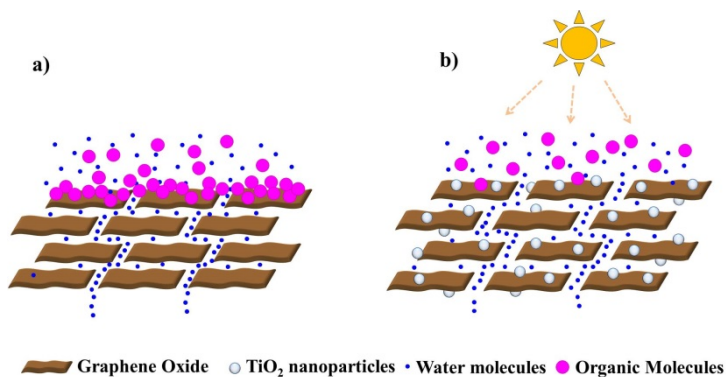 a)
b)
Graphene Oxide
TiO₂ nanoparticles
Water molecules
Organic Molecules